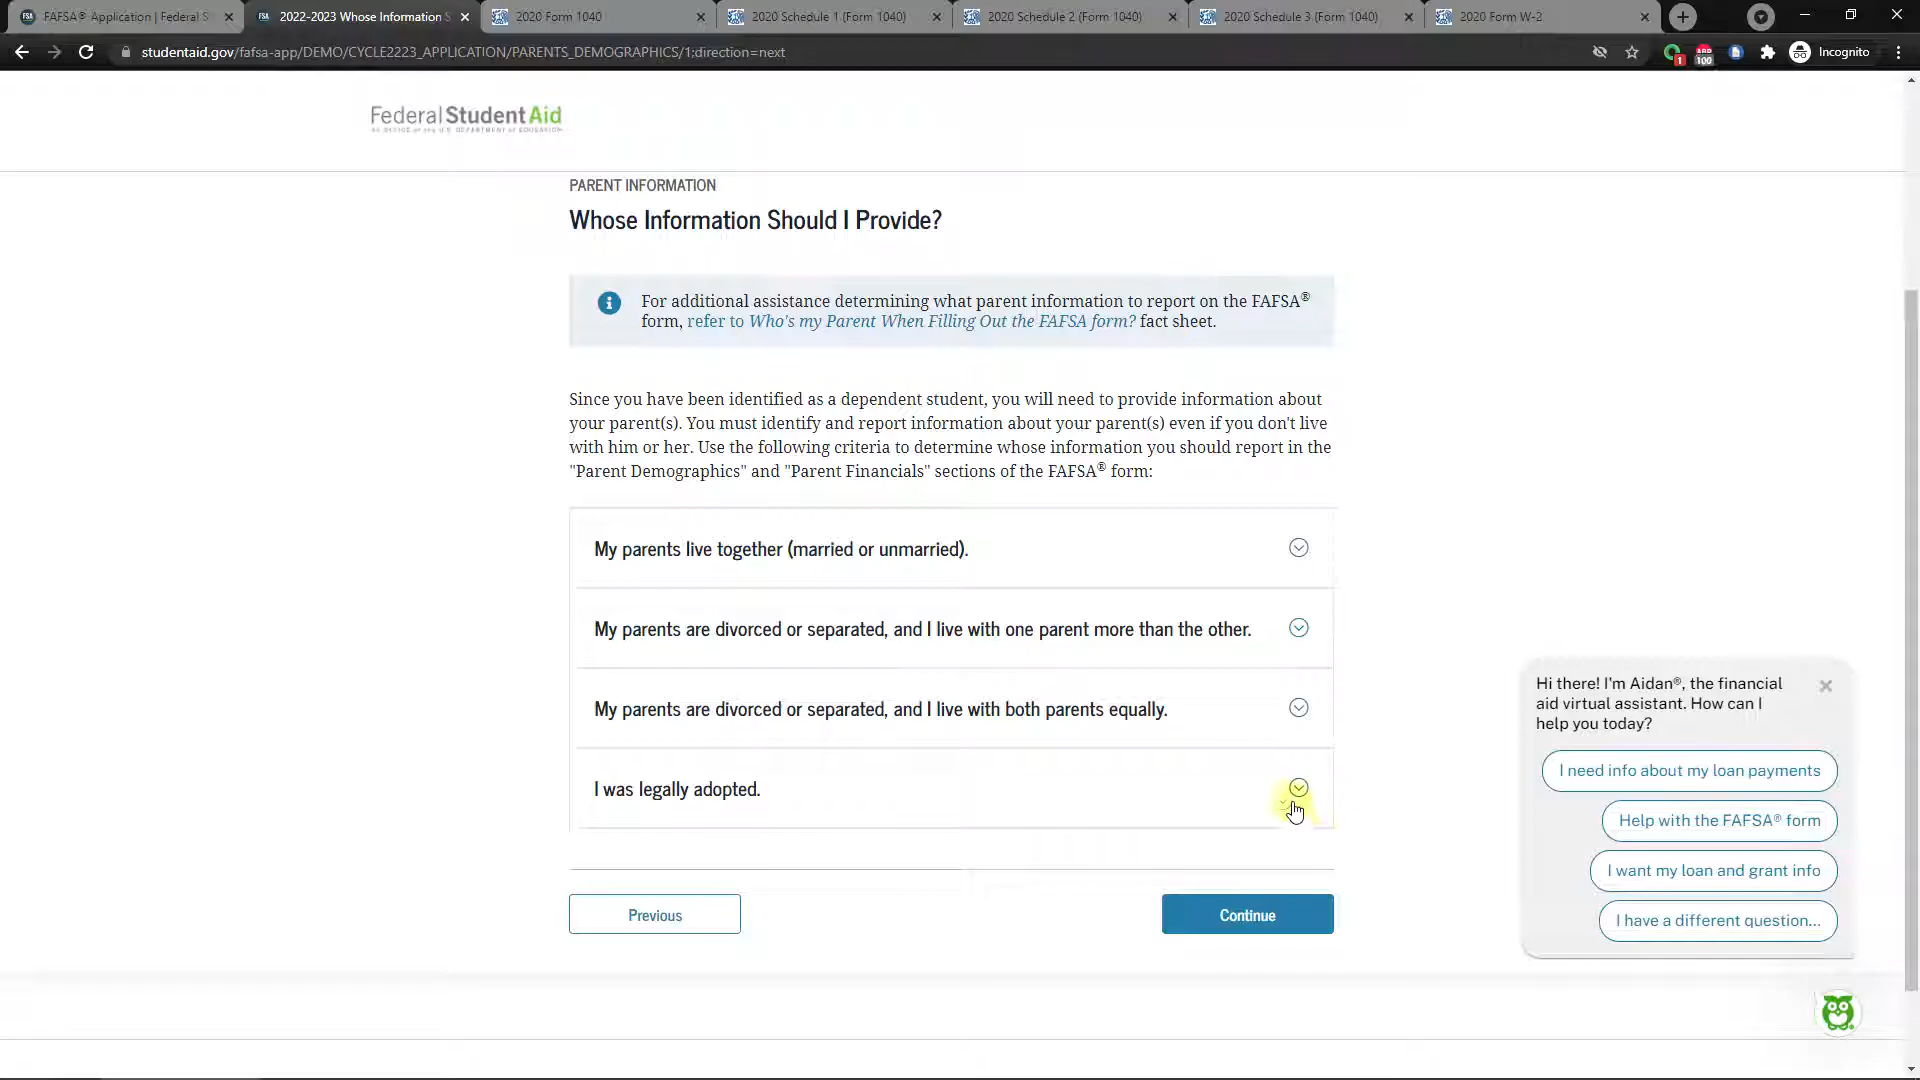 FAFSA® Application | Federal S
2022-2023 Whose Information S
2020 Form 1040
2020 Schedule 1 (Form 1040)
2020 Schedule 2 (Form 1040)
2020 Schedule 3 (Form 1040)
2020 Form W-2
studentaid.gov/fafsa-app/DEMO/CYCLE2223_APPLICATION/PARENTS_DEMOGRAPHICS/1;direction=next
1
100
Incognito
Federal StudentAid
An OFFICE of the U.S. DEPARTMENT of EDUCATION
PARENT INFORMATION
Whose Information Should I Provide?
For additional assistance determining what parent information to report on the FAFSA®
form, refer to Who's my Parent When Filling Out the FAFSA form? fact sheet.
Since you have been identified as a dependent student, you will need to provide information about
your parent(s). You must identify and report information about your parent(s) even if you don't live
with him or her. Use the following criteria to determine whose information you should report in the
"Parent Demographics" and "Parent Financials" sections of the FAFSA® form:
My parents live together (married or unmarried).
My parents are divorced or separated, and I live with one parent more than the other.
My parents are divorced or separated, and I live with both parents equally.
I was legally adopted.
Previous
Continue
Hi there! I'm Aidan®, the financial
aid virtual assistant. How can I
help you today?
I need info about my loan payments
Help with the FAFSA® form
I want my loan and grant info
I have a different question...